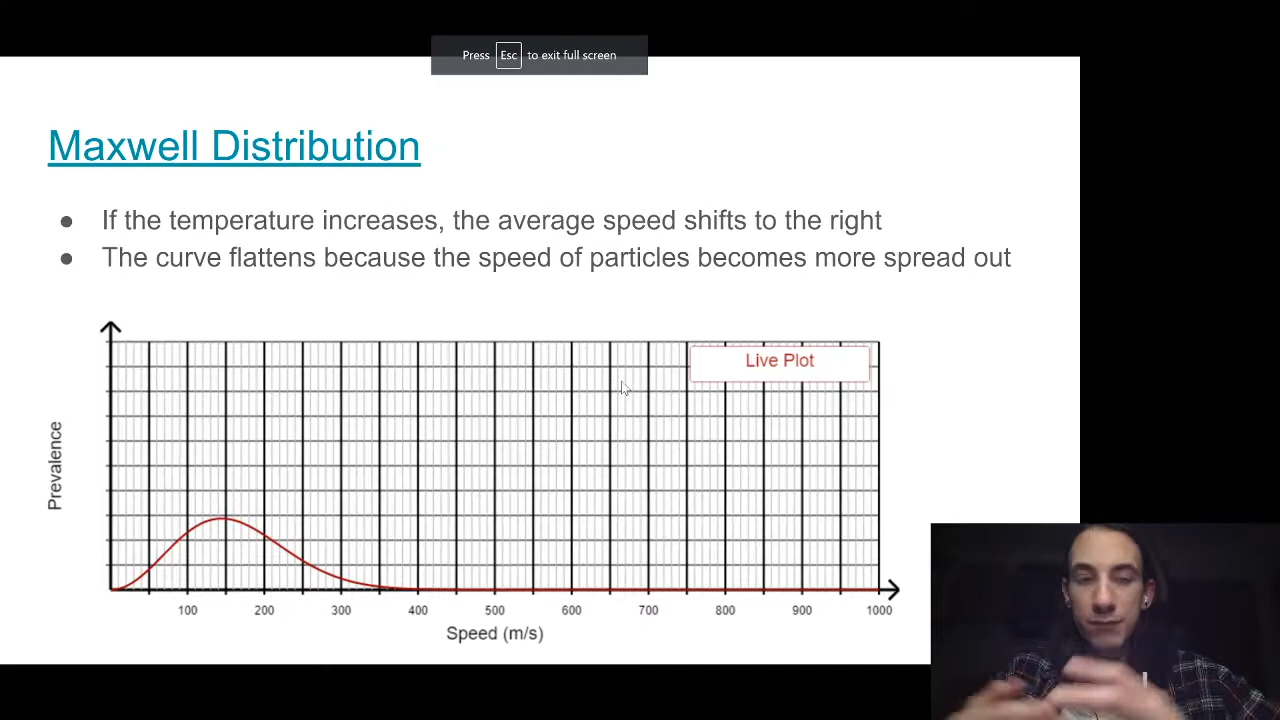 Press Esc to exit full screen
Maxwell Distribution
● If the temperature increases, the average speed shifts to the right
● The curve flattens because the speed of particles becomes more spread out
Live Plot
Prevalence
100 200 300 400 500 600 700 800 900 1000
Speed (m/s)